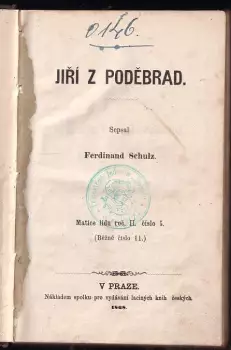 0146.
JIŘÍ Z PODĚBRAD.
Sepsal
Ferdinand Schulz.
Matice lidu roč. II. číslo 5.
(Běžné číslo 11.)
V PRAZE.
Nákladem spolku pro vydávání laciných knih českých.
1868.